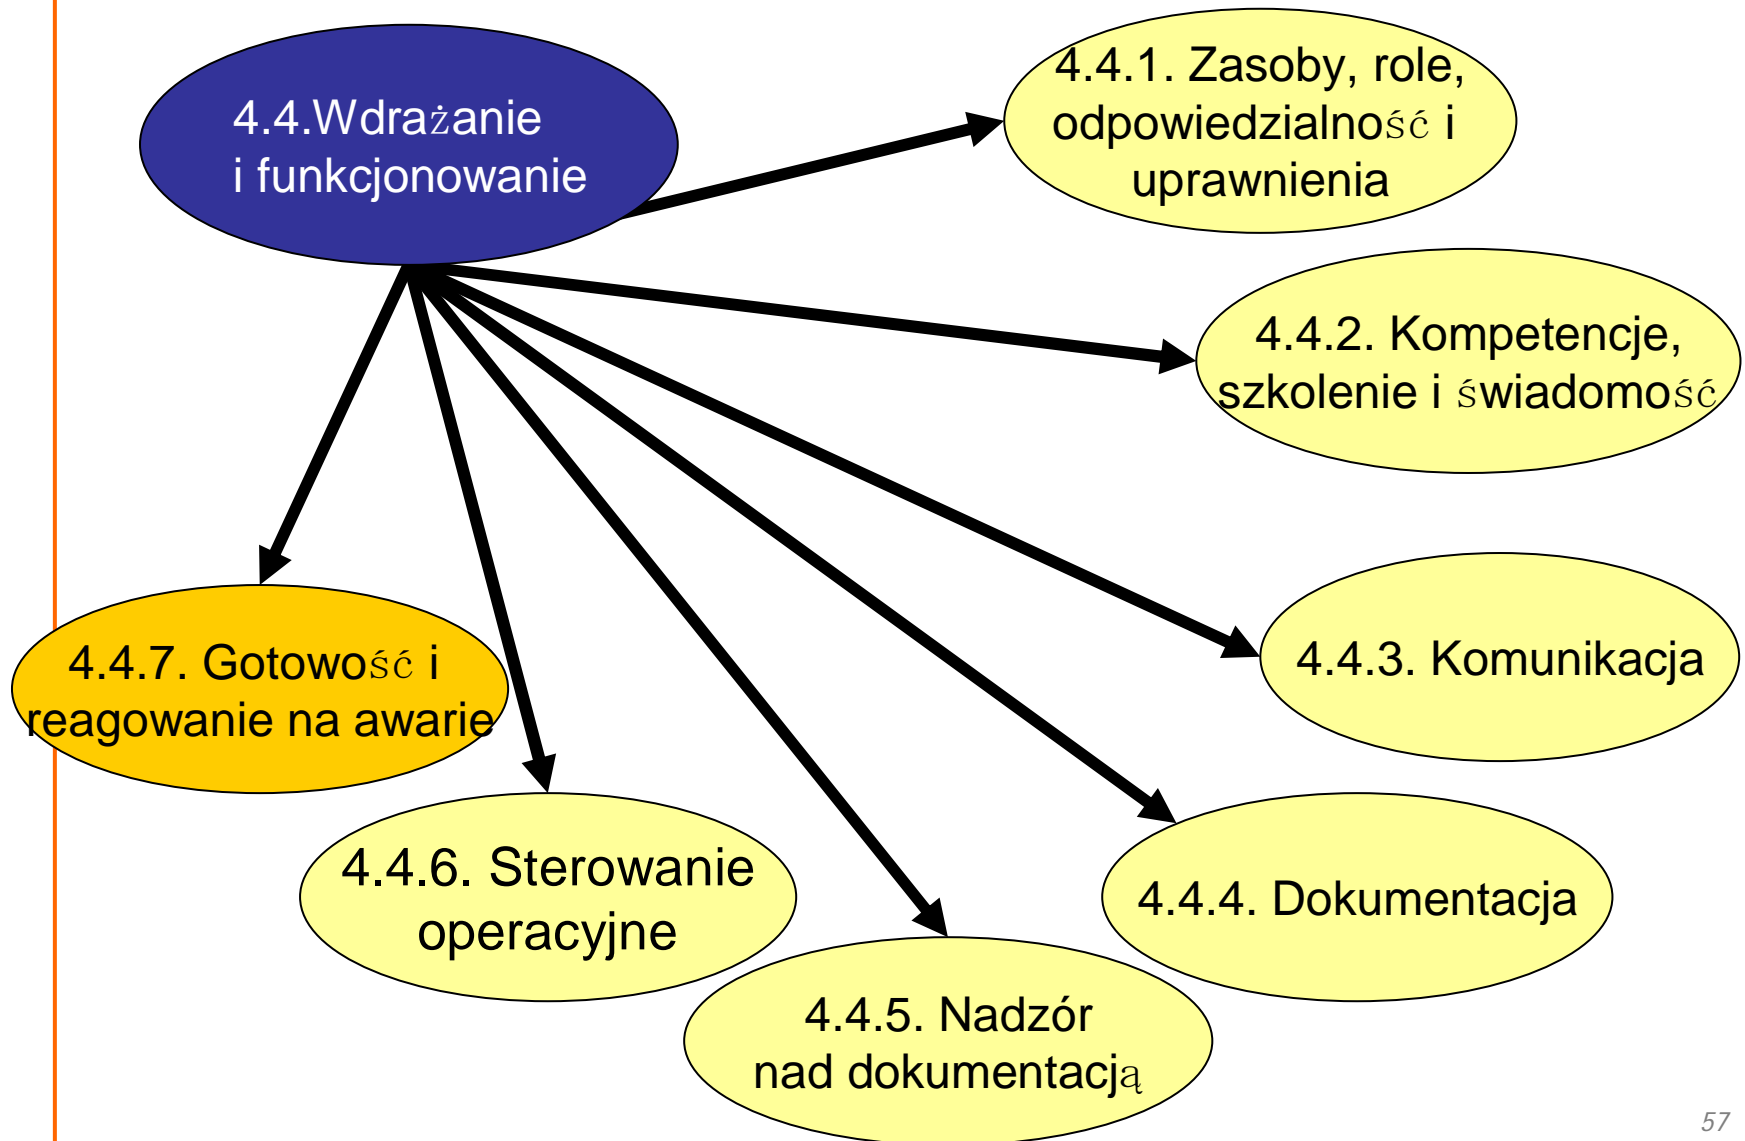 4.4.Wdrażanie
i funkcjonowanie
4.4.1. Zasoby, role,
odpowiedzialność i
uprawnienia
4.4.2. Kompetencje,
szkolenie i świadomość
4.4.3. Komunikacja
4.4.4. Dokumentacja
4.4.5. Nadzór
nad dokumentacją
4.4.6. Sterowanie
operacyjne
4.4.7. Gotowość i
reagowanie na awarie
57